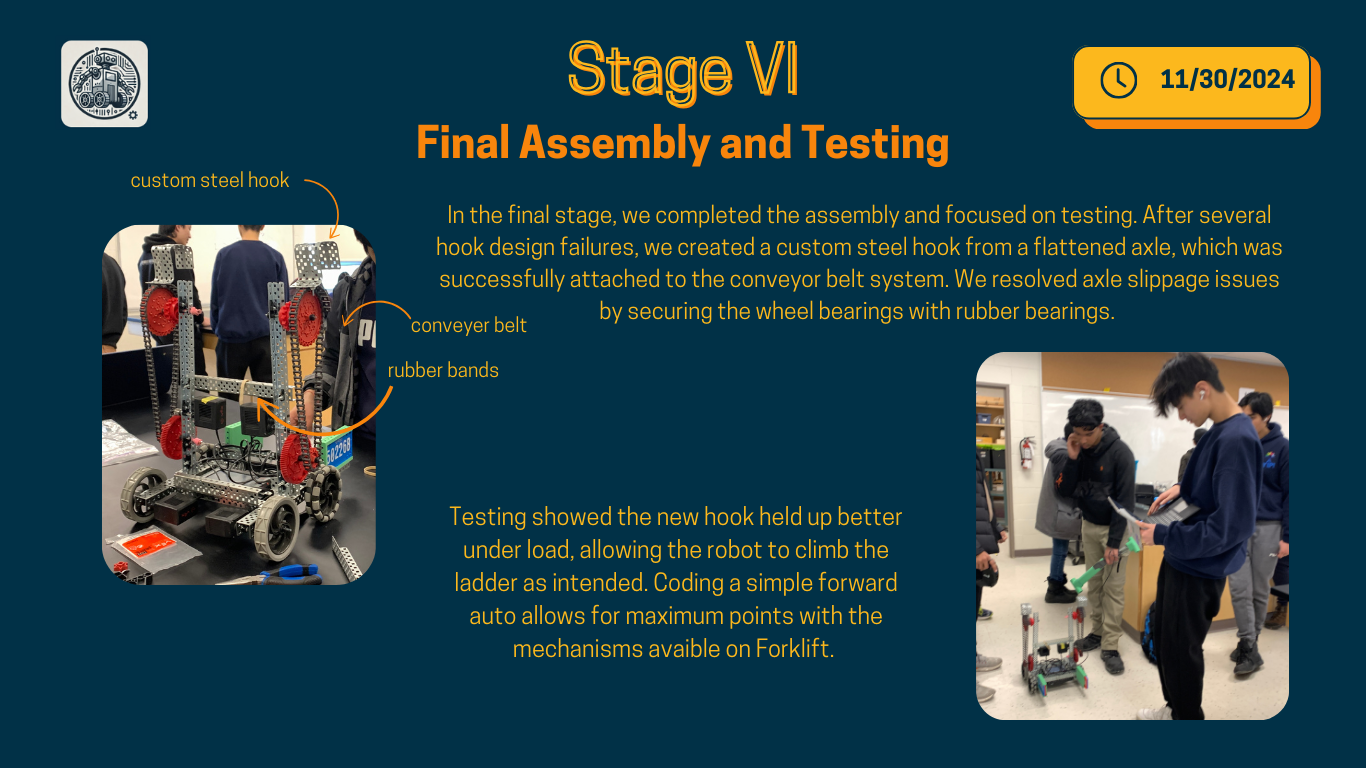 Stage VI
11/30/2024
Final Assembly and Testing
custom steel hook
In the final stage, we completed the assembly and focused on testing. After several
hook design failures, we created a custom steel hook from a flattened axle, which was
successfully attached to the conveyor belt system. We resolved axle slippage issues
by securing the wheel bearings with rubber bearings.
conveyer belt
rubber bands
Testing showed the new hook held up better
under load, allowing the robot to climb the
ladder as intended. Coding a simple forward
auto allows for maximum points with the
mechanisms avaible on Forklift.